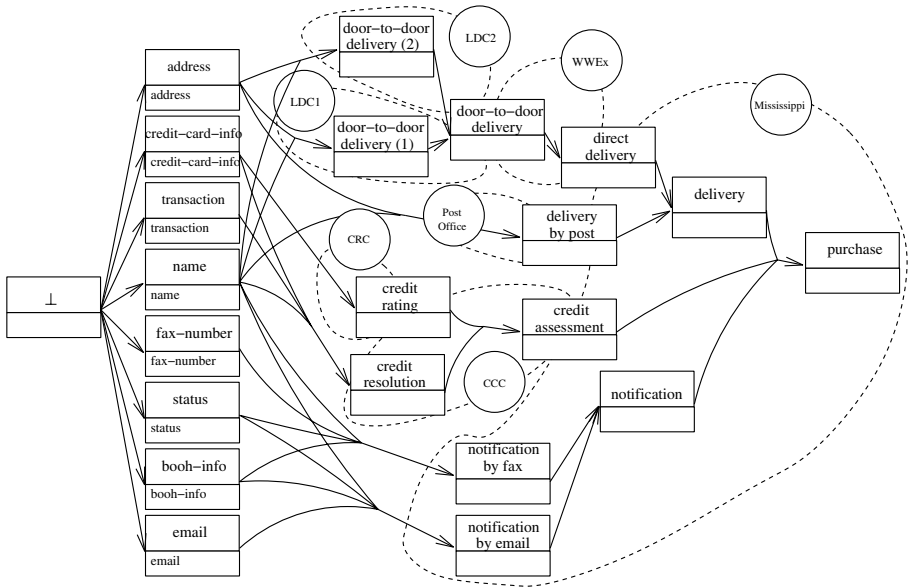 door-to-door
delivery (2)
LDC2
WWEx
address
address
LDC1
Mississippi
door-to-door
delivery
credit-card-info
credit-card-info
door-to-door
delivery (1)
direct
delivery
transaction
transaction
delivery
Post
Office
delivery
by post
CRC
name
name
purchase
⊥
credit
rating
credit
assessment
fax-number
fax-number
credit
resolution
CCC
status
status
notification
booh-info
booh-info
notification
by fax
email
email
notification
by email